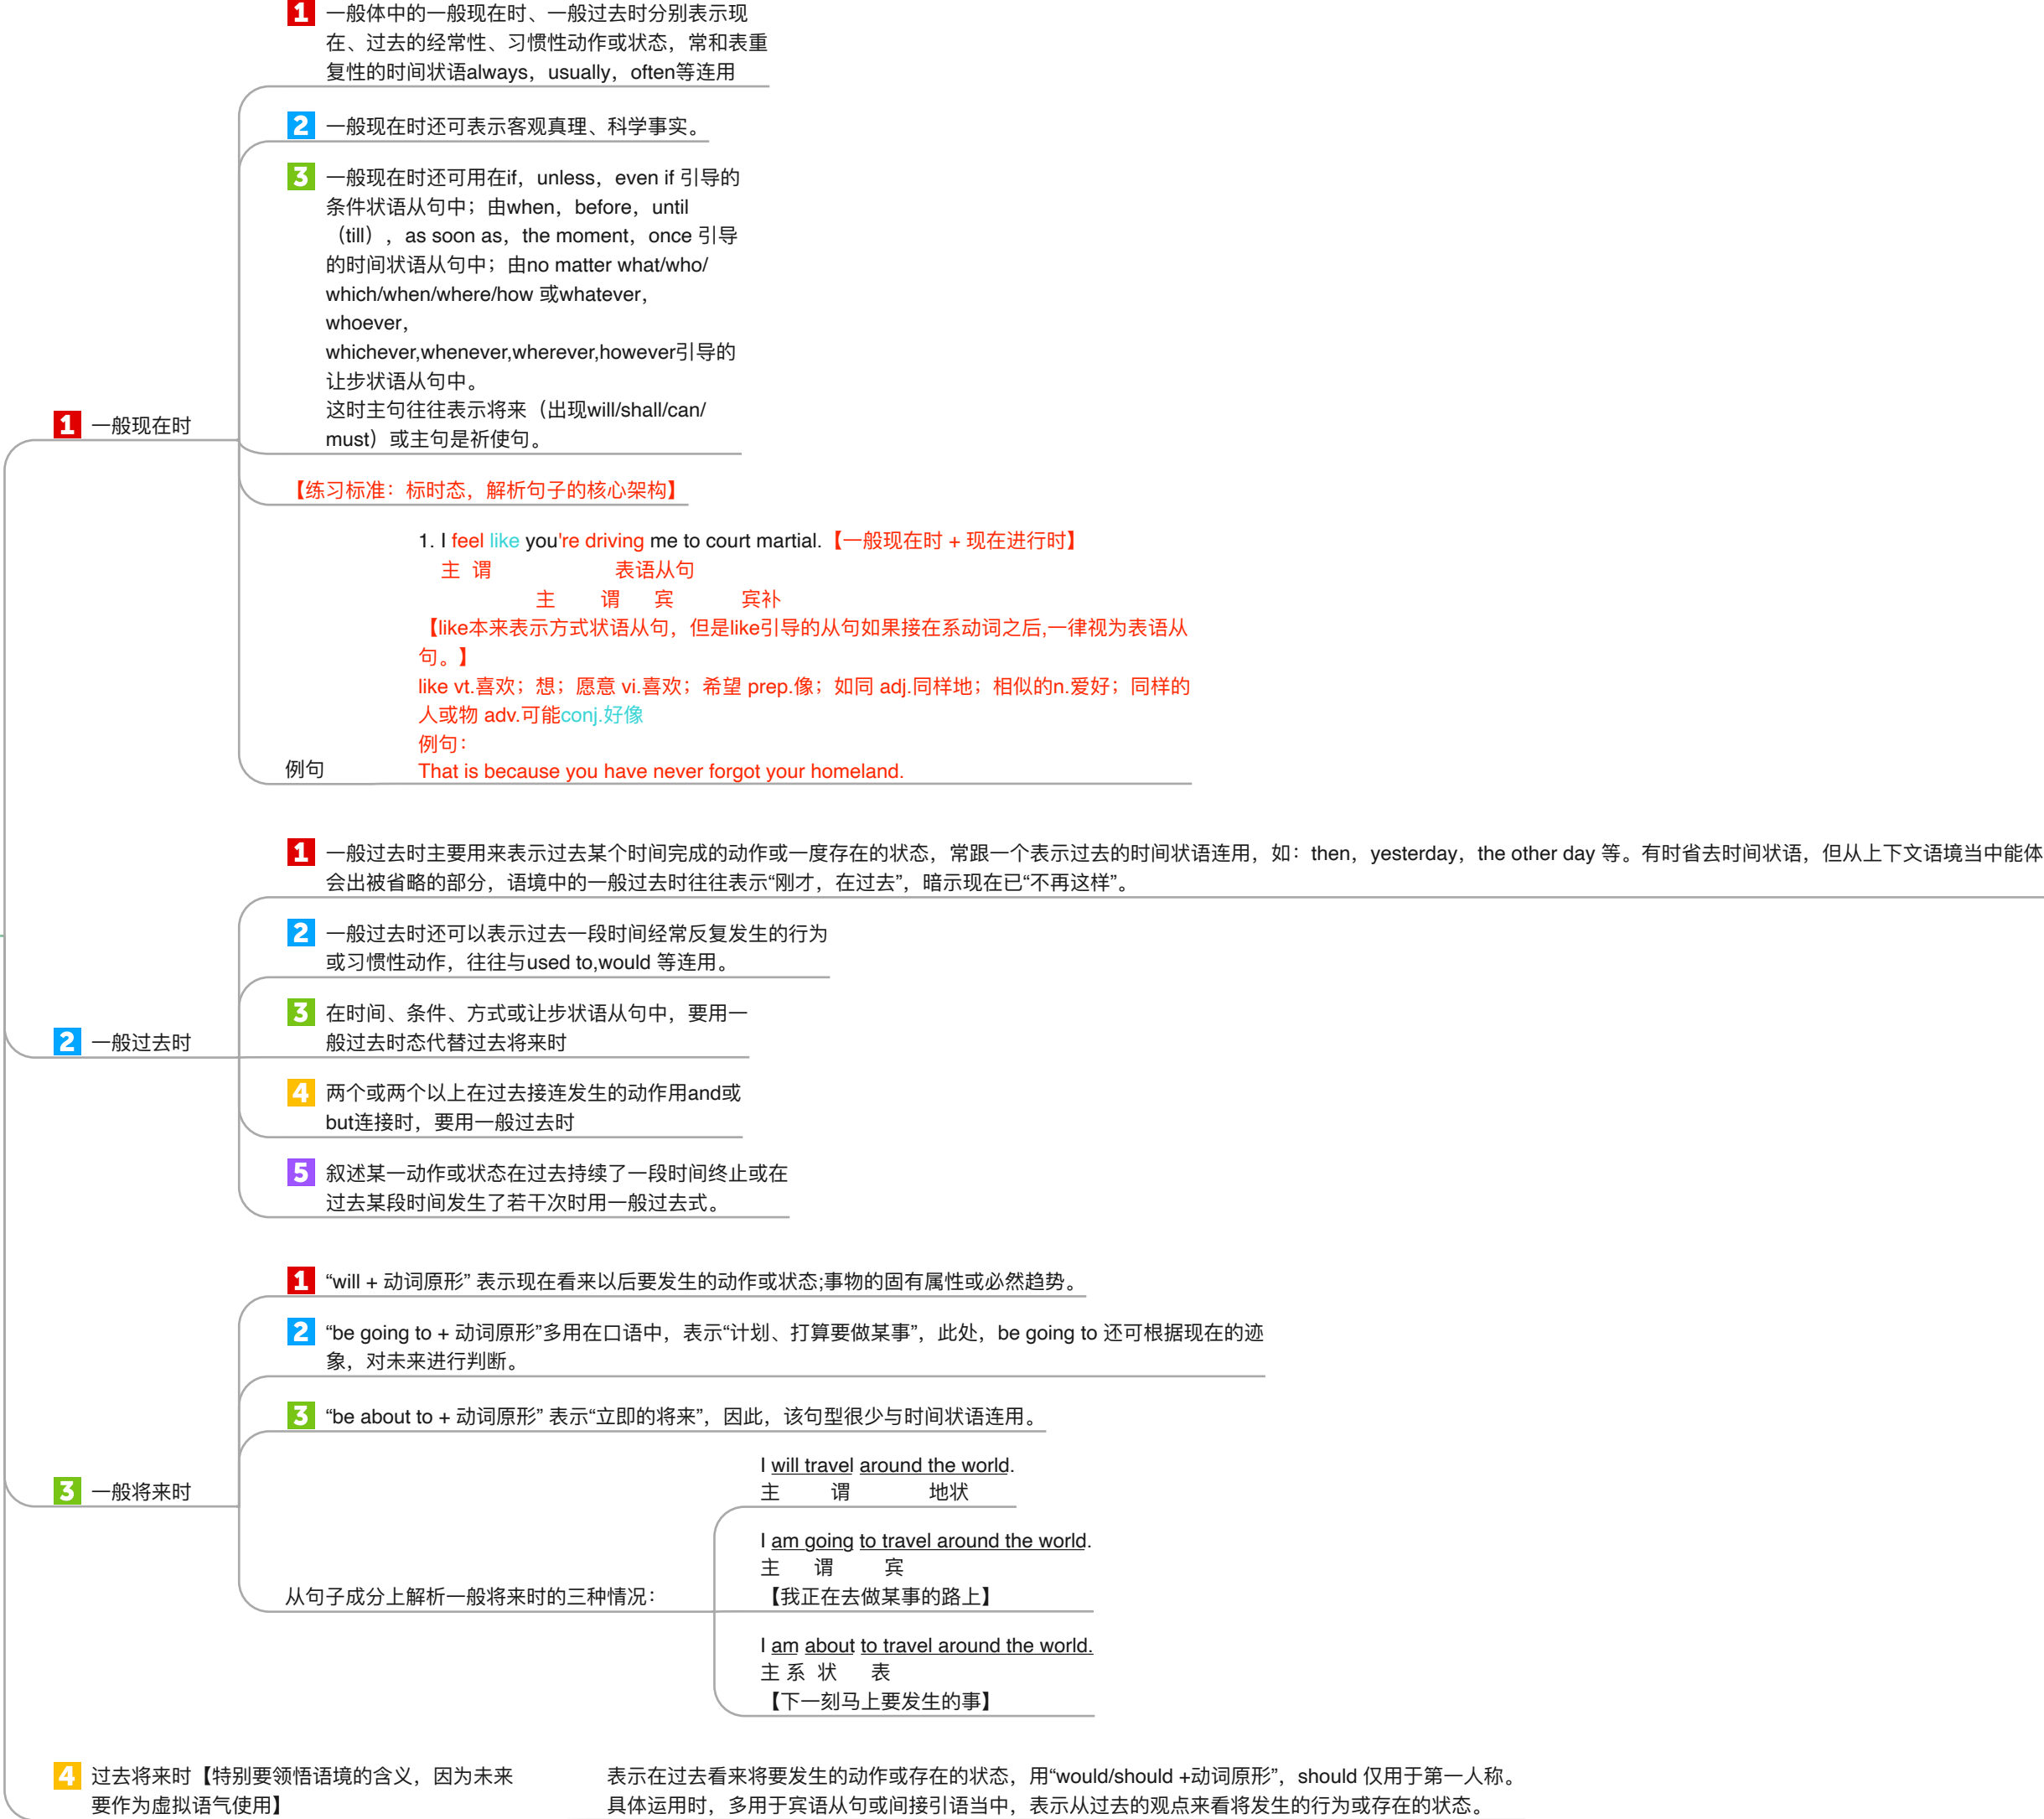 1 一般体中的一般现在时、一般过去时分别表示现
在、过去的经常性、习惯性动作或状态，常和表重
复性的时间状语always，usually，often等连用
2 一般现在时还可表示客观真理、科学事实。
3 一般现在时还可用在if，unless，even if 引导的
条件状语从句中；由when，before，until
（till），as soon as，the moment，once 引导
的时间状语从句中；由no matter what/who/
which/when/where/how 或whatever，
whoever，
whichever,whenever,wherever,however引导的
让步状语从句中。
这时主句往往表示将来（出现will/shall/can/
must）或主句是祈使句。
1 一般现在时
【练习标准：标时态，解析句子的核心架构】
1. I feel like you're driving me to court martial.【一般现在时 + 现在进行时】
主 谓 表语从句
主 谓 宾 宾补
【like本来表示方式状语从句，但是like引导的从句如果接在系动词之后,一律视为表语从
句。】
like vt.喜欢；想；愿意 vi.喜欢；希望 prep.像；如同 adj.同样地；相似的n.爱好；同样的
人或物 adv.可能conj.好像
例句：
That is because you have never forgot your homeland.
例句
1 一般过去时主要用来表示过去某个时间完成的动作或一度存在的状态，常跟一个表示过去的时间状语连用，如：then，yesterday，the other day 等。有时省去时间状语，但从上下文语境当中能体
会出被省略的部分，语境中的一般过去时往往表示“刚才，在过去”，暗示现在已“不再这样”。
2 一般过去时还可以表示过去一段时间经常反复发生的行为
或习惯性动作，往往与used to,would 等连用。
3 在时间、条件、方式或让步状语从句中，要用一
般过去时态代替过去将来时
2 一般过去时
4 两个或两个以上在过去接连发生的动作用and或
but连接时，要用一般过去时
5 叙述某一动作或状态在过去持续了一段时间终止或在
过去某段时间发生了若干次时用一般过去式。
1 “will + 动词原形” 表示现在看来以后要发生的动作或状态;事物的固有属性或必然趋势。
2 “be going to + 动词原形”多用在口语中，表示“计划、打算要做某事”，此处，be going to 还可根据现在的迹
象，对未来进行判断。
3 “be about to + 动词原形” 表示“立即的将来”，因此，该句型很少与时间状语连用。
3 一般将来时
I will travel around the world.
主 谓 地状
I am going to travel around the world.
主 谓 宾
【我正在去做某事的路上】
从句子成分上解析一般将来时的三种情况：
I am about to travel around the world.
主 系 状 表
【下一刻马上要发生的事】
4 过去将来时【特别要领悟语境的含义，因为未来
要作为虚拟语气使用】
表示在过去看来将要发生的动作或存在的状态，用“would/should +动词原形”，should 仅用于第一人称。
具体运用时，多用于宾语从句或间接引语当中，表示从过去的观点来看将发生的行为或存在的状态。